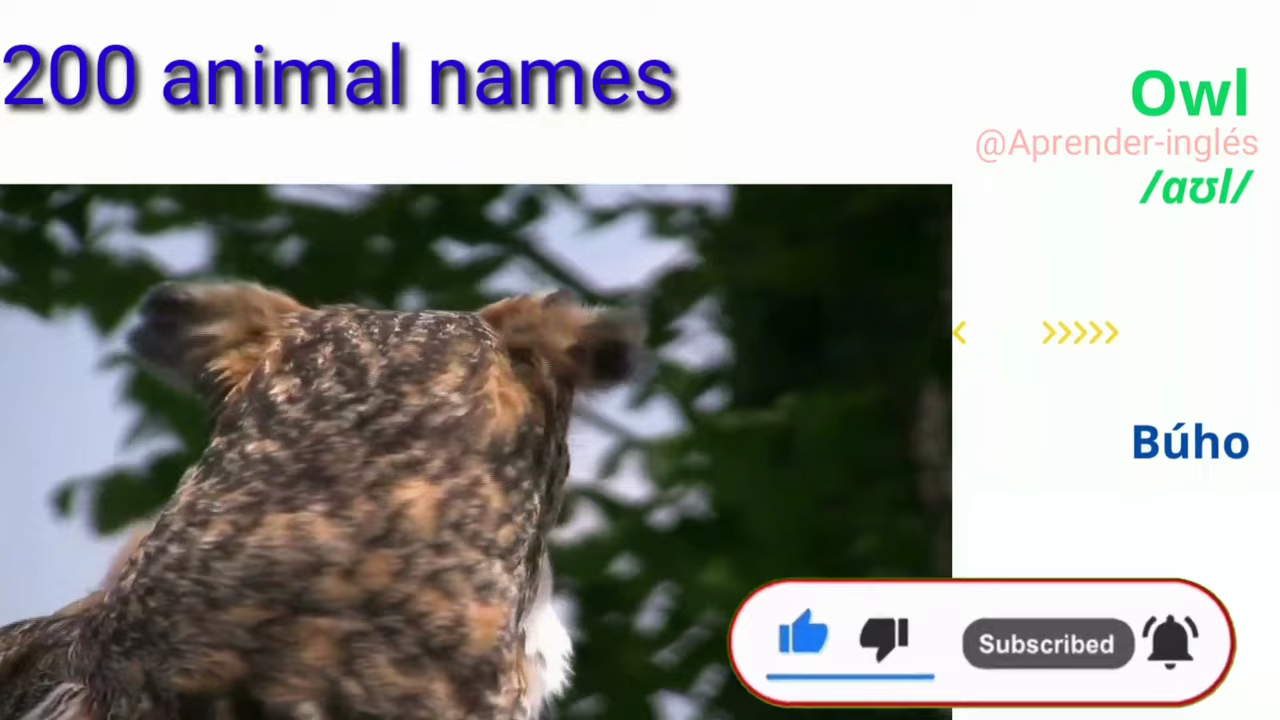 200 animal names
Owl
@Aprender-inglés
/aʊl/
Búho
Subscribed